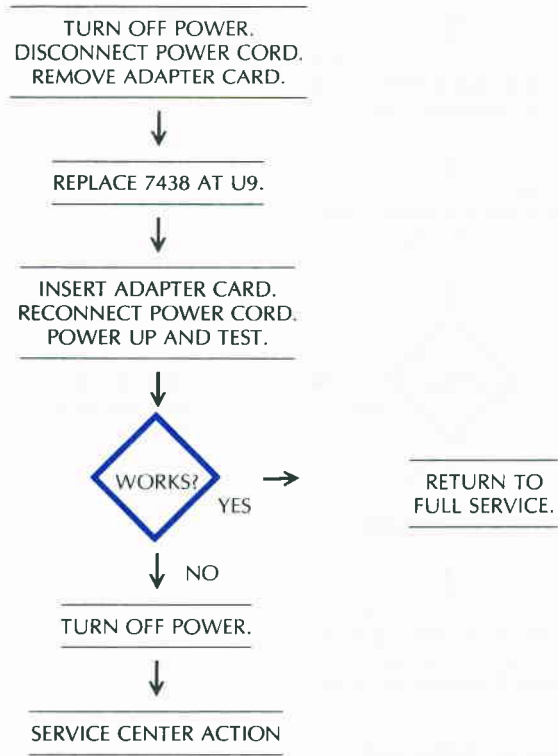 TURN OFF POWER.
DISCONNECT POWER CORD.
REMOVE ADAPTER CARD.
REPLACE 7438 AT U9.
INSERT ADAPTER CARD.
RECONNECT POWER CORD.
POWER UP AND TEST.
WORKS?
YES
RETURN TO
FULL SERVICE.
NO
TURN OFF POWER.
SERVICE CENTER ACTION